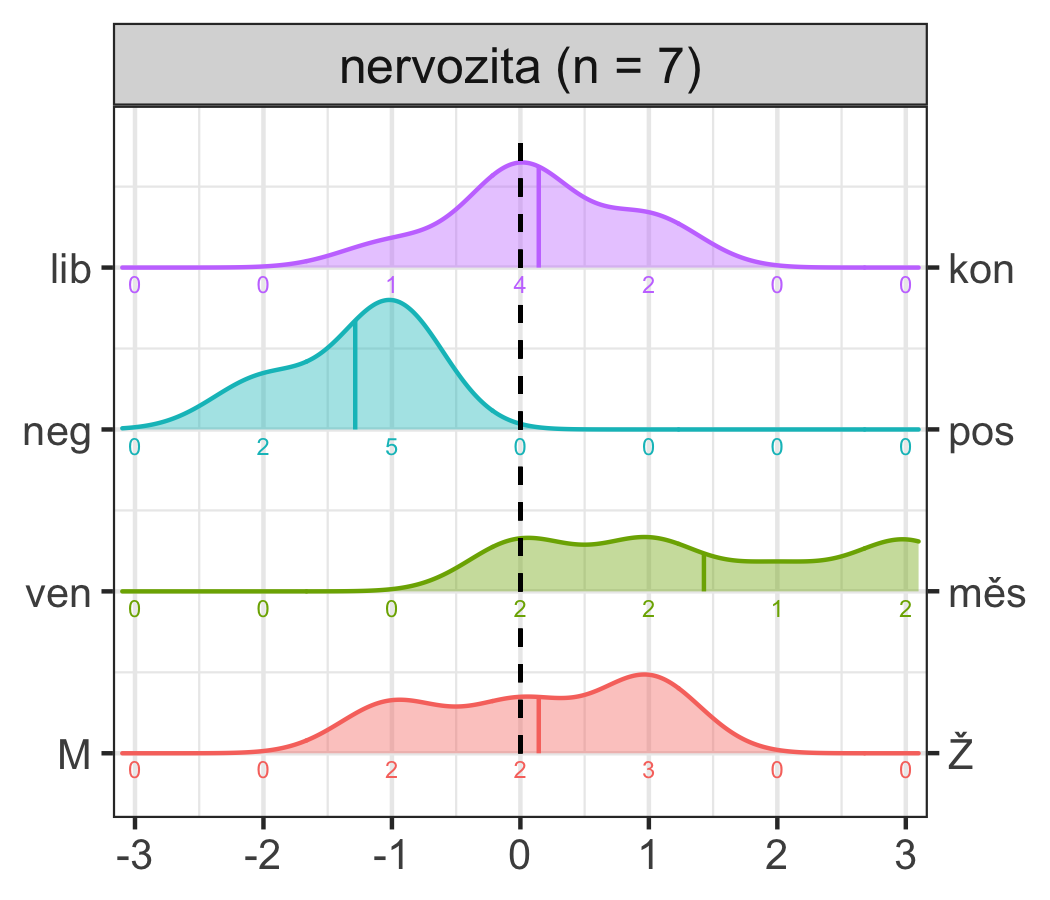 nervozita (n = 7)
lib kon
0 0 1 4 2 0 0
neg pos
0 2 5 0 0 0 0
ven měs
0 0 0 2 2 1 2
M Ž
0 0 2 2 3 0 0
-3 -2 -1 0 1 2 3